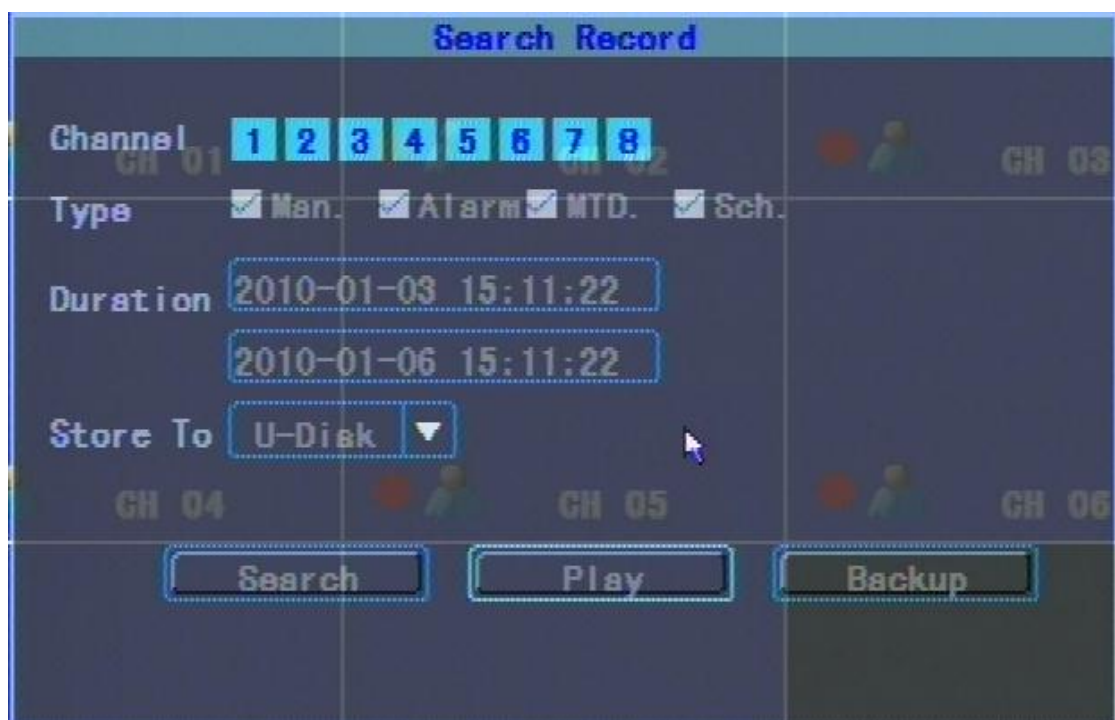 Search Record
Channel 1 2 3 4 5 6 7 8
CH 01 CH 02 CH 03
Type Man. Alarm MTD. Sch.
Duration 2010-01-03 15:11:22
2010-01-06 15:11:22
Store To U-Disk
CH 04 CH 05 CH 06
Search Play Backup